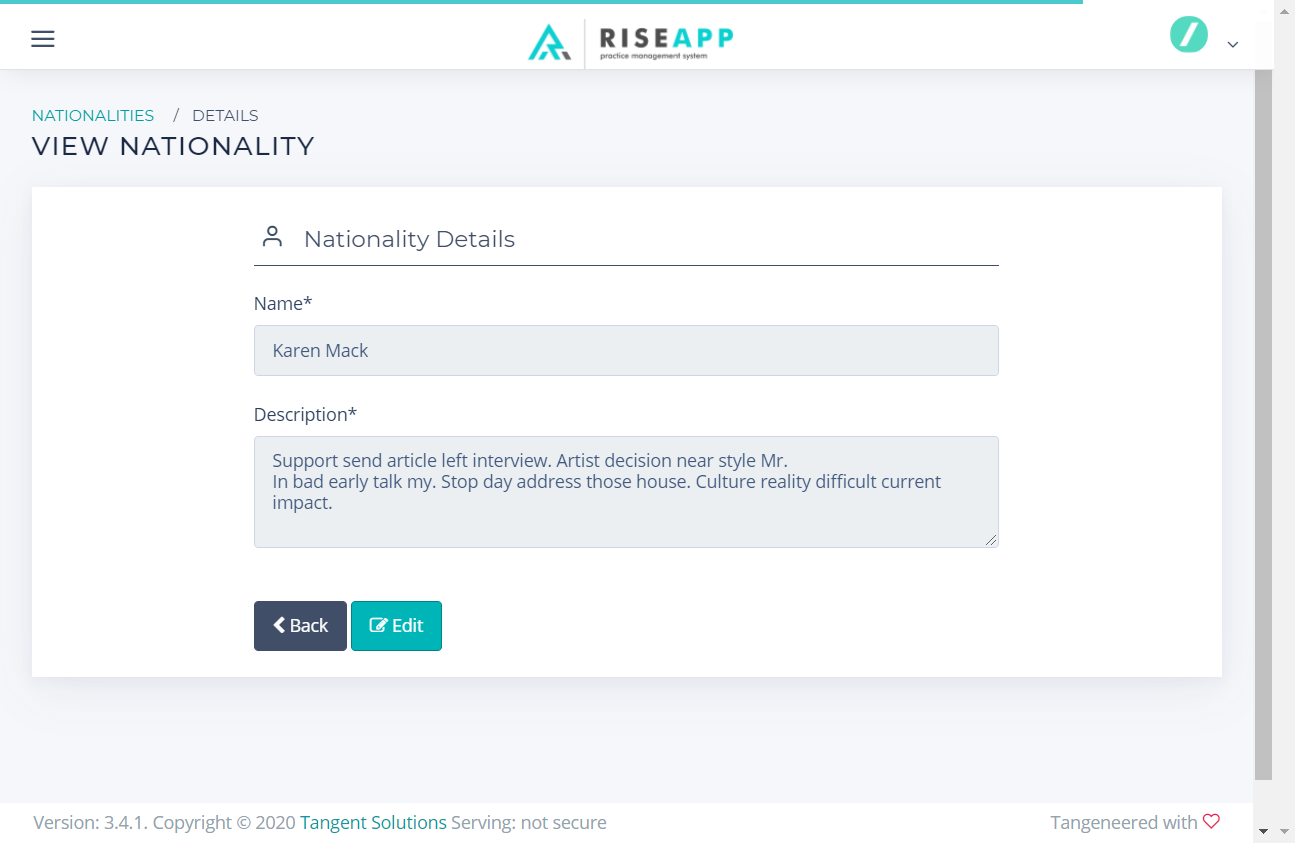 RISEAPP
practice management system
NATIONALITIES / DETAILS
VIEW NATIONALITY
Nationality Details
Name*
Karen Mack
Description*
Support send article left interview. Artist decision near style Mr.
In bad early talk my. Stop day address those house. Culture reality difficult current
impact.
Back Edit
Version: 3.4.1. Copyright © 2020 Tangent Solutions Serving: not secure
Tangeneered with